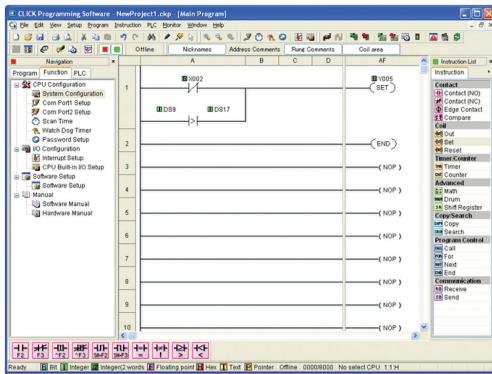 CLICK Programming Software - NewProject1.ckp - [Main Program]
File Edit View Setup Program Instruction PLC Monitor Window Help
Offline Nicknames Address Comments Rung Comments Coil area
Navigation
Program Function PLC
CPU Configuration
System Configuration
Com Port1 Setup
Com Port2 Setup
Scan Time
Watch Dog Timer
Password Setup
I/O Configuration
Interrupt Setup
CPU Built-in I/O Setup
Software Setup
Software Setup
Manual
Software Manual
Hardware Manual
A B C D AF
1
X002
Y005
SET
DS9 DS17
2
END
3
NOP
4
NOP
5
NOP
6
NOP
7
NOP
8
NOP
9
NOP
10
NOP
Instruction List
Instruction
Contact
Contact (NO)
Contact (NC)
Edge Contact
Compare
Coil
Out
Set
Reset
Timer/Counter
Timer
Counter
Advanced
Math
Drum
Shift Register
Copy/Search
Copy
Search
Program Control
Call
For
Next
End
Communication
Receive
Send
F2 F3 ^F2 ^F3 SH+F2 SH+F3 = ! > <
Ready Bit Integer Integer(2 words) Floating point Hex Text Pointer Offline 0000/8000 No select CPU 1:1:H